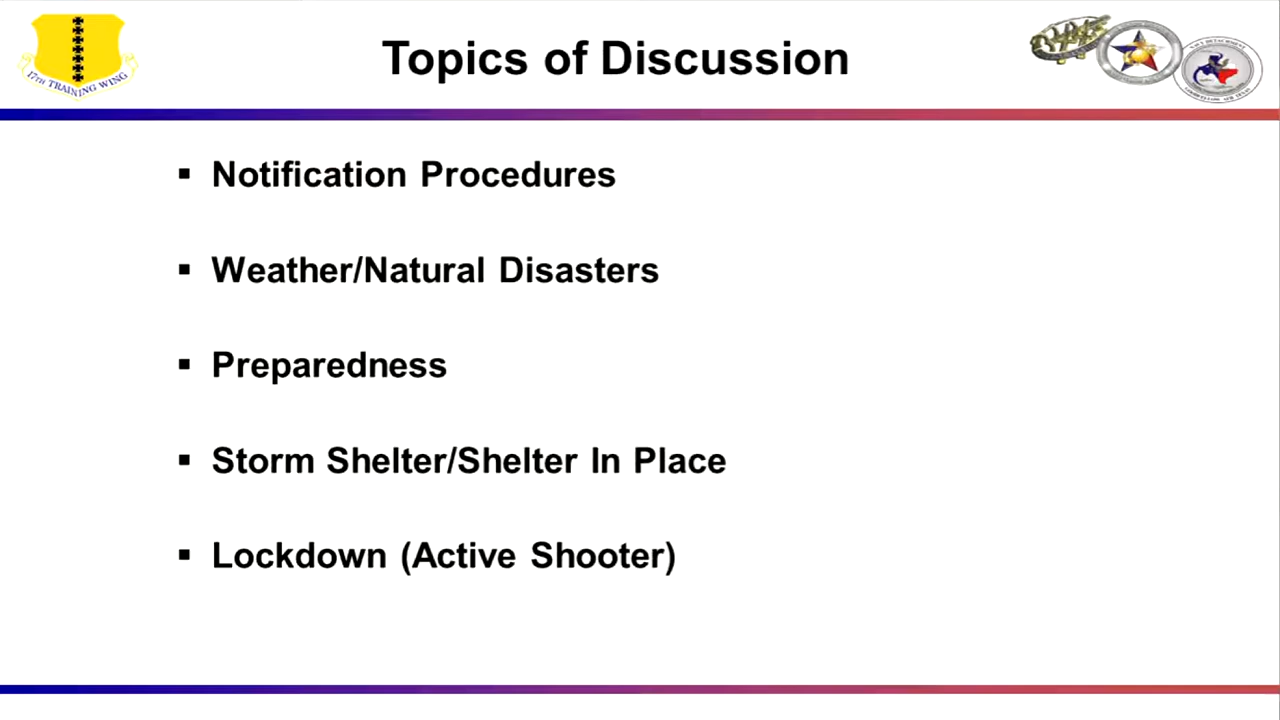 Topics of Discussion
17TH TRAINING WING
▪ Notification Procedures
▪ Weather/Natural Disasters
▪ Preparedness
▪ Storm Shelter/Shelter In Place
▪ Lockdown (Active Shooter)